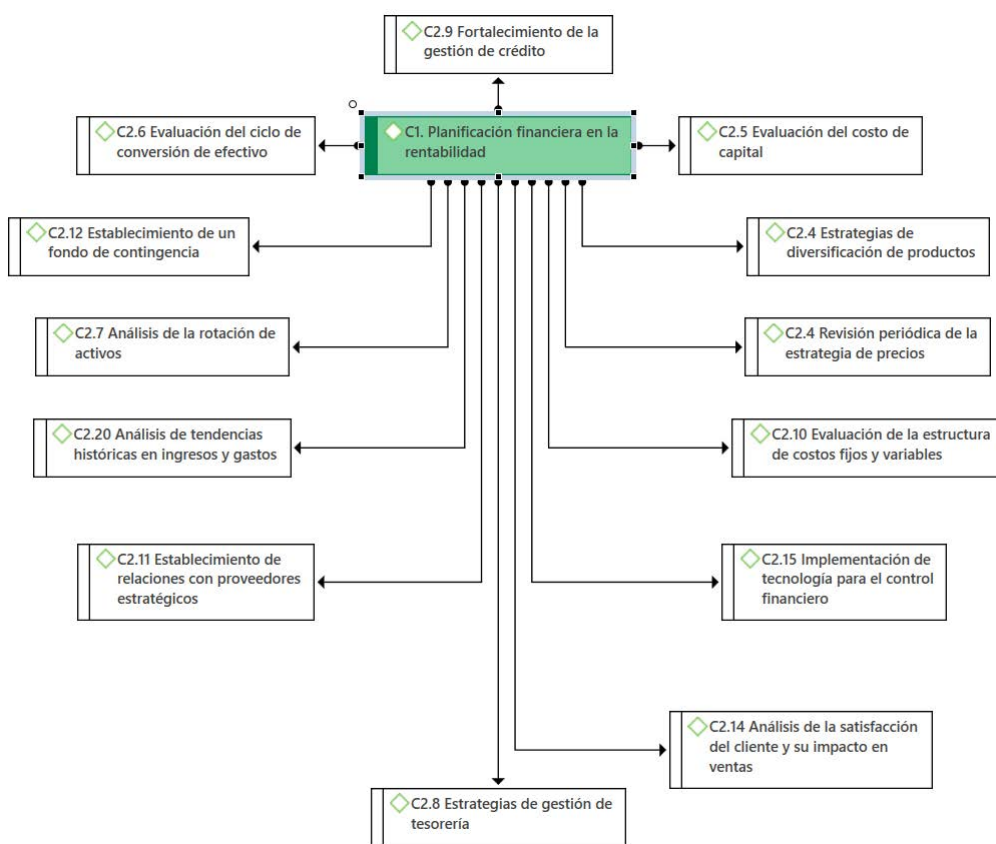 C2.9 Fortalecimiento de la
gestión de crédito
C2.6 Evaluación del ciclo de
conversión de efectivo
C1. Planificación financiera en la
rentabilidad
C2.5 Evaluación del costo de
capital
C2.12 Establecimiento de un
fondo de contingencia
C2.4 Estrategias de
diversificación de productos
C2.7 Análisis de la rotación de
activos
C2.4 Revisión periódica de la
estrategia de precios
C2.20 Análisis de tendencias
históricas en ingresos y gastos
C2.10 Evaluación de la estructura
de costos fijos y variables
C2.11 Establecimiento de
relaciones con proveedores
estratégicos
C2.15 Implementación de
tecnología para el control
financiero
C2.14 Análisis de la satisfacción
del cliente y su impacto en
ventas
C2.8 Estrategias de gestión de
tesorería